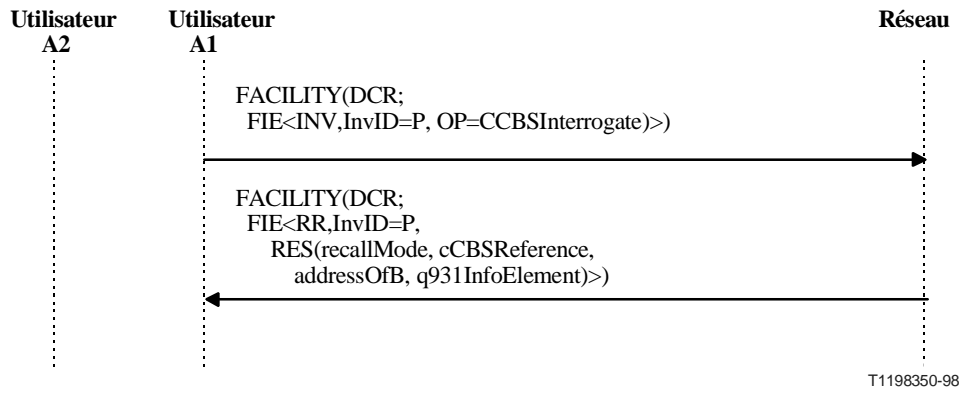 Utilisateur
A2
Utilisateur
A1
Réseau
FACILITY(DCR;
FIE<INV,InvID=P, OP=CCBSInterrogate)>)
FACILITY(DCR;
FIE<RR,InvID=P,
RES(recallMode, cCBSReference,
addressOfB, q931InfoElement)>)
T1198350-98